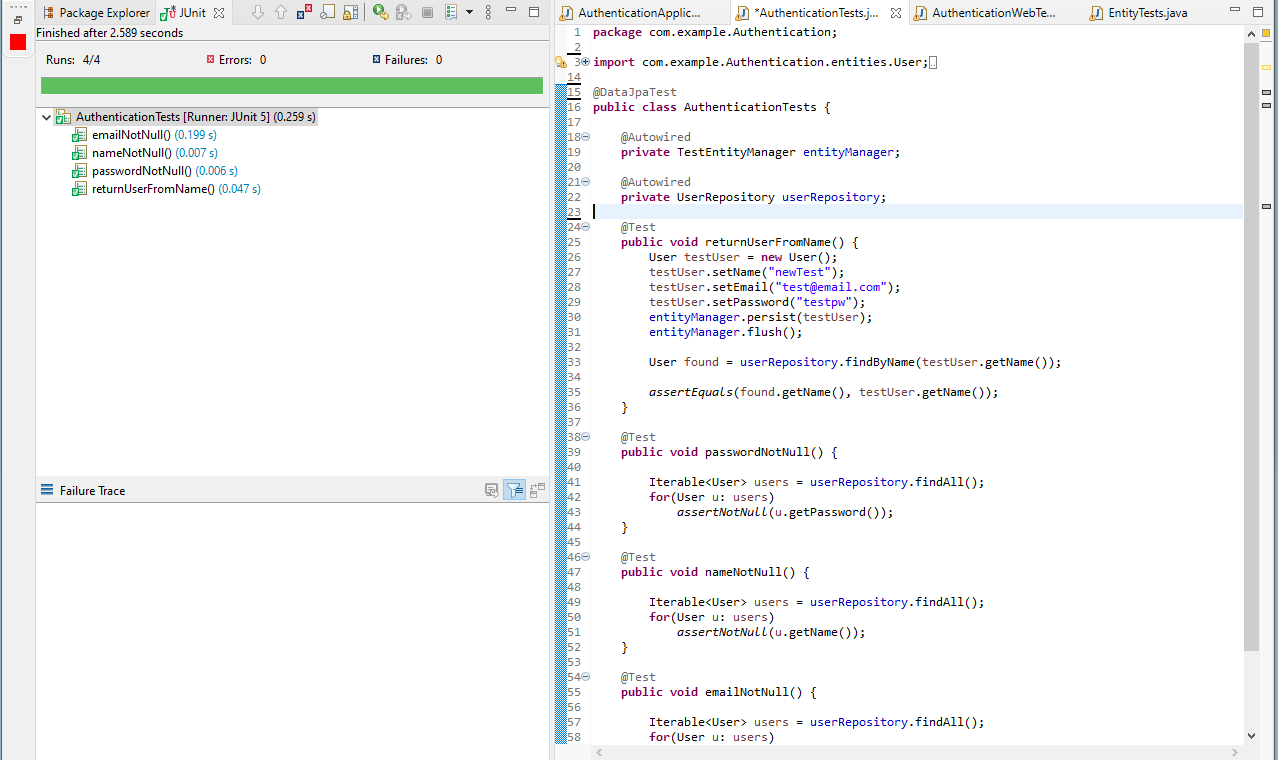 Package Explorer
JUnit
Finished after 2.589 seconds
Runs: 4/4
Errors: 0
Failures: 0
AuthenticationTests [Runner: JUnit 5] (0.259 s)
emailNotNull() (0.199 s)
nameNotNull() (0.007 s)
passwordNotNull() (0.006 s)
returnUserFromName() (0.047 s)
Failure Trace
AuthenticationApplic...
*AuthenticationTests.j...
AuthenticationWebTe...
EntityTests.java
1 package com.example.Authentication;
2
3 import com.example.Authentication.entities.User;
14
15 @DataJpaTest
16 public class AuthenticationTests {
17
18 @Autowired
19 private TestEntityManager entityManager;
20
21 @Autowired
22 private UserRepository userRepository;
23
24 @Test
25 public void returnUserFromName() {
26 User testUser = new User();
27 testUser.setName("newTest");
28 testUser.setEmail("test@email.com");
29 testUser.setPassword("testpw");
30 entityManager.persist(testUser);
31 entityManager.flush();
32
33 User found = userRepository.findByName(testUser.getName());
34
35 assertEquals(found.getName(), testUser.getName());
36 }
37
38 @Test
39 public void passwordNotNull() {
40
41 Iterable<User> users = userRepository.findAll();
42 for(User u: users)
43 assertNotNull(u.getPassword());
44 }
45
46 @Test
47 public void nameNotNull() {
48
49 Iterable<User> users = userRepository.findAll();
50 for(User u: users)
51 assertNotNull(u.getName());
52 }
53
54 @Test
55 public void emailNotNull() {
56
57 Iterable<User> users = userRepository.findAll();
58 for(User u: users)